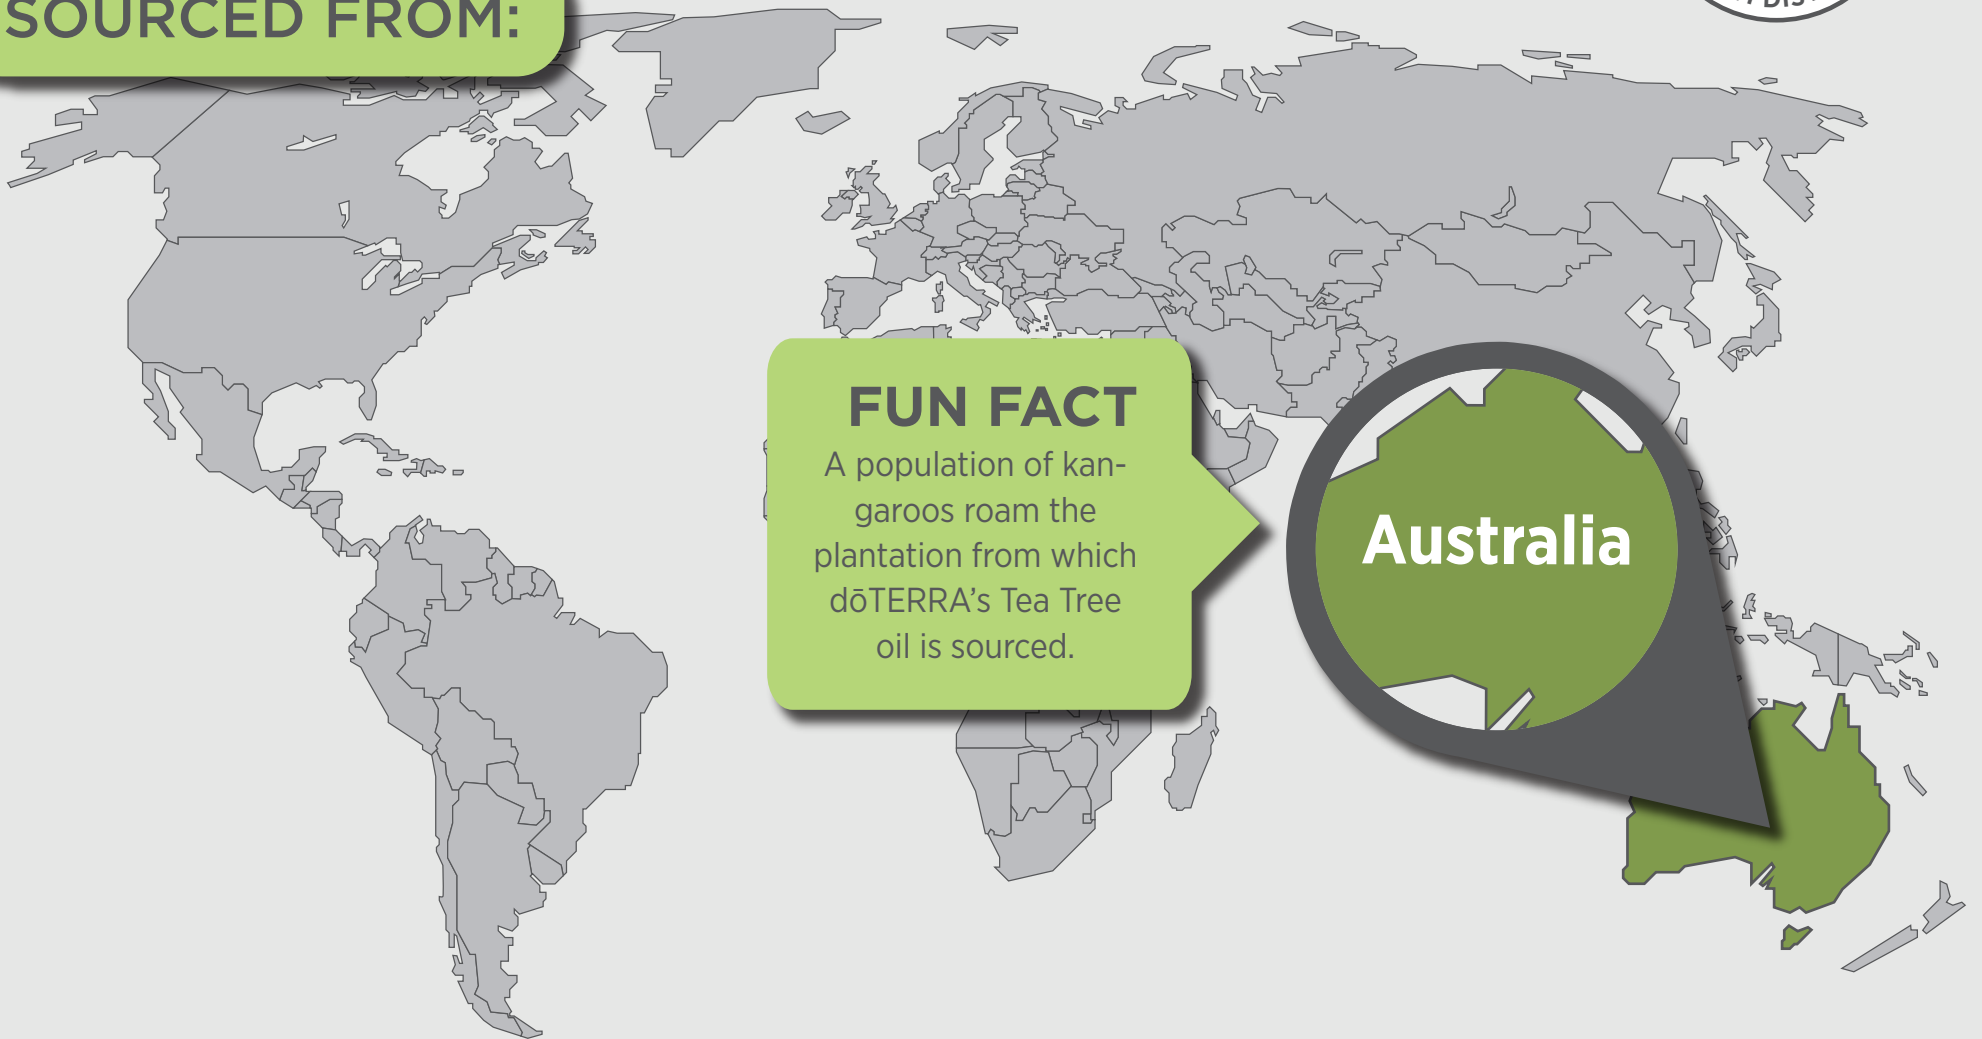 SOURCED FROM:
FUN FACT
A population of kan-
garoos roam the
plantation from which
dōTERRA’s Tea Tree
oil is sourced.
Australia